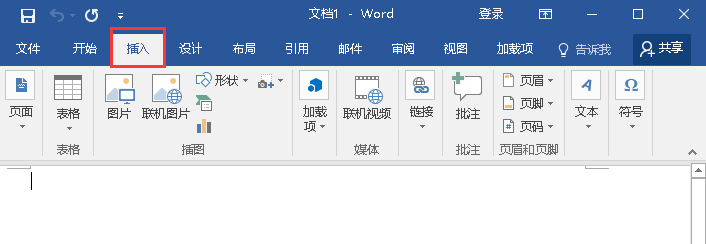 文档1 - Word 登录
文件 开始 插入 设计 布局 引用 邮件 审阅 视图 加载项 告诉我 共享
页面 表格 图片 联机图片 形状 加载项 联机视频 链接 批注 页眉 页脚 页码 文本 符号
表格 插图 媒体 批注 页眉和页脚